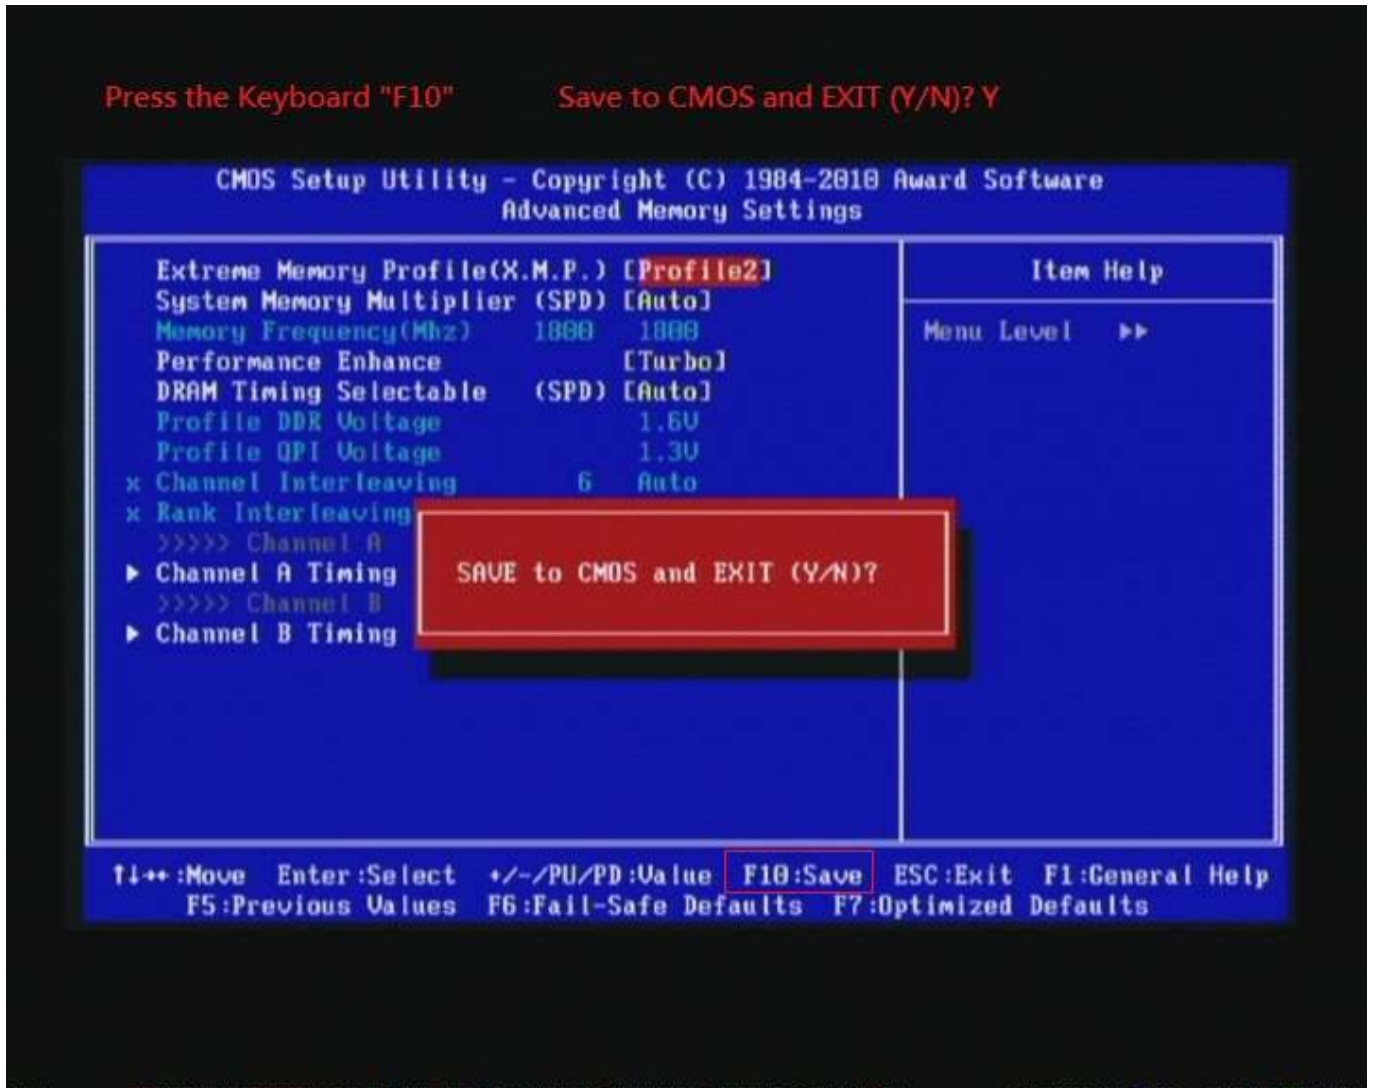 Press the Keyboard "F10" Save to CMOS and EXIT (Y/N)? Y
CMOS Setup Utility - Copyright (C) 1984-2010 Award Software
Advanced Memory Settings
Extreme Memory Profile(X.M.P.) [Profile2] Item Help
System Memory Multiplier (SPD) [Auto]
Memory Frequency(Mhz) 1800 1800 Menu Level ▶▶
Performance Enhance [Turbo]
DRAM Timing Selectable (SPD) [Auto]
Profile DDR Voltage 1.6V
Profile QPI Voltage 1.3V
x Channel Interleaving 6 Auto
x Rank Interleaving
>>>>> Channel A
▶ Channel A Timing SAVE to CMOS and EXIT (Y/N)?
>>>>> Channel B
▶ Channel B Timing
↑↓→←:Move Enter:Select +/-/PU/PD:Value F10:Save ESC:Exit F1:General Help
F5:Previous Values F6:Fail-Safe Defaults F7:Optimized Defaults